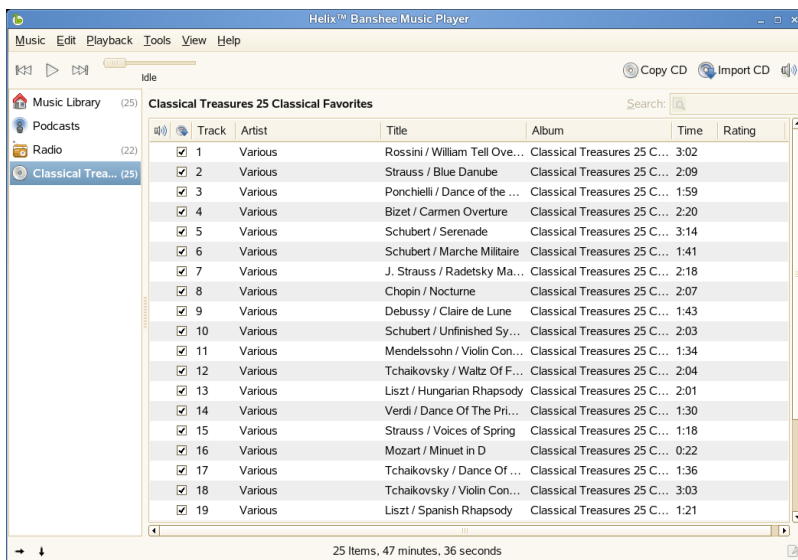 Helix™ Banshee Music Player
Music Edit Playback Tools View Help
Idle
Copy CD Import CD
Music Library (25)
Podcasts
Radio (22)
Classical Trea... (25)
Classical Treasures 25 Classical Favorites Search:
Track Artist Title Album Time Rating
1 Various Rossini / William Tell Ove... Classical Treasures 25 C... 3:02
2 Various Strauss / Blue Danube Classical Treasures 25 C... 2:09
3 Various Ponchielli / Dance of the ... Classical Treasures 25 C... 1:59
4 Various Bizet / Carmen Overture Classical Treasures 25 C... 2:20
5 Various Schubert / Serenade Classical Treasures 25 C... 3:14
6 Various Schubert / Marche Militaire Classical Treasures 25 C... 1:41
7 Various J. Strauss / Radetsky Ma... Classical Treasures 25 C... 2:18
8 Various Chopin / Nocturne Classical Treasures 25 C... 2:07
9 Various Debussy / Claire de Lune Classical Treasures 25 C... 1:43
10 Various Schubert / Unfinished Sy... Classical Treasures 25 C... 2:03
11 Various Mendelssohn / Violin Con... Classical Treasures 25 C... 1:34
12 Various Tchaikovsky / Waltz Of F... Classical Treasures 25 C... 2:04
13 Various Liszt / Hungarian Rhapsody Classical Treasures 25 C... 2:01
14 Various Verdi / Dance Of The Pri... Classical Treasures 25 C... 1:30
15 Various Strauss / Voices of Spring Classical Treasures 25 C... 1:18
16 Various Mozart / Minuet in D Classical Treasures 25 C... 0:22
17 Various Tchaikovsky / Dance Of ... Classical Treasures 25 C... 1:36
18 Various Tchaikovsky / Violin Con... Classical Treasures 25 C... 3:03
19 Various Liszt / Spanish Rhapsody Classical Treasures 25 C... 1:21
25 Items, 47 minutes, 36 seconds